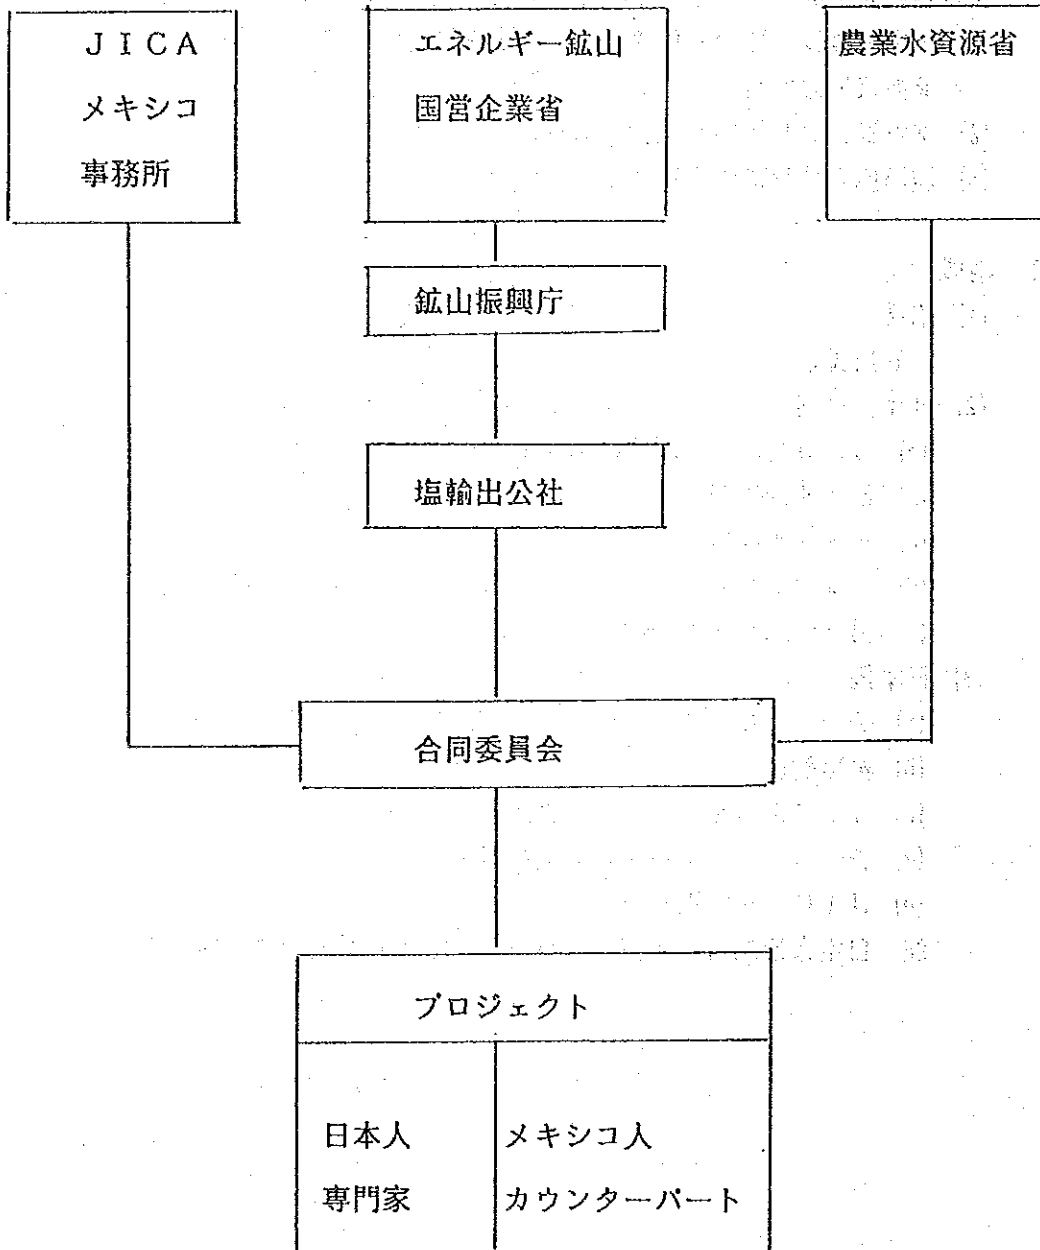 JICA
メキシコ
事務所
エネルギー鉱山
国営企業省
農業水資源省
鉱山振興庁
塩輸出公社
合同委員会
プロジェクト
日本人
専門家
メキシコ人
カウンターパート